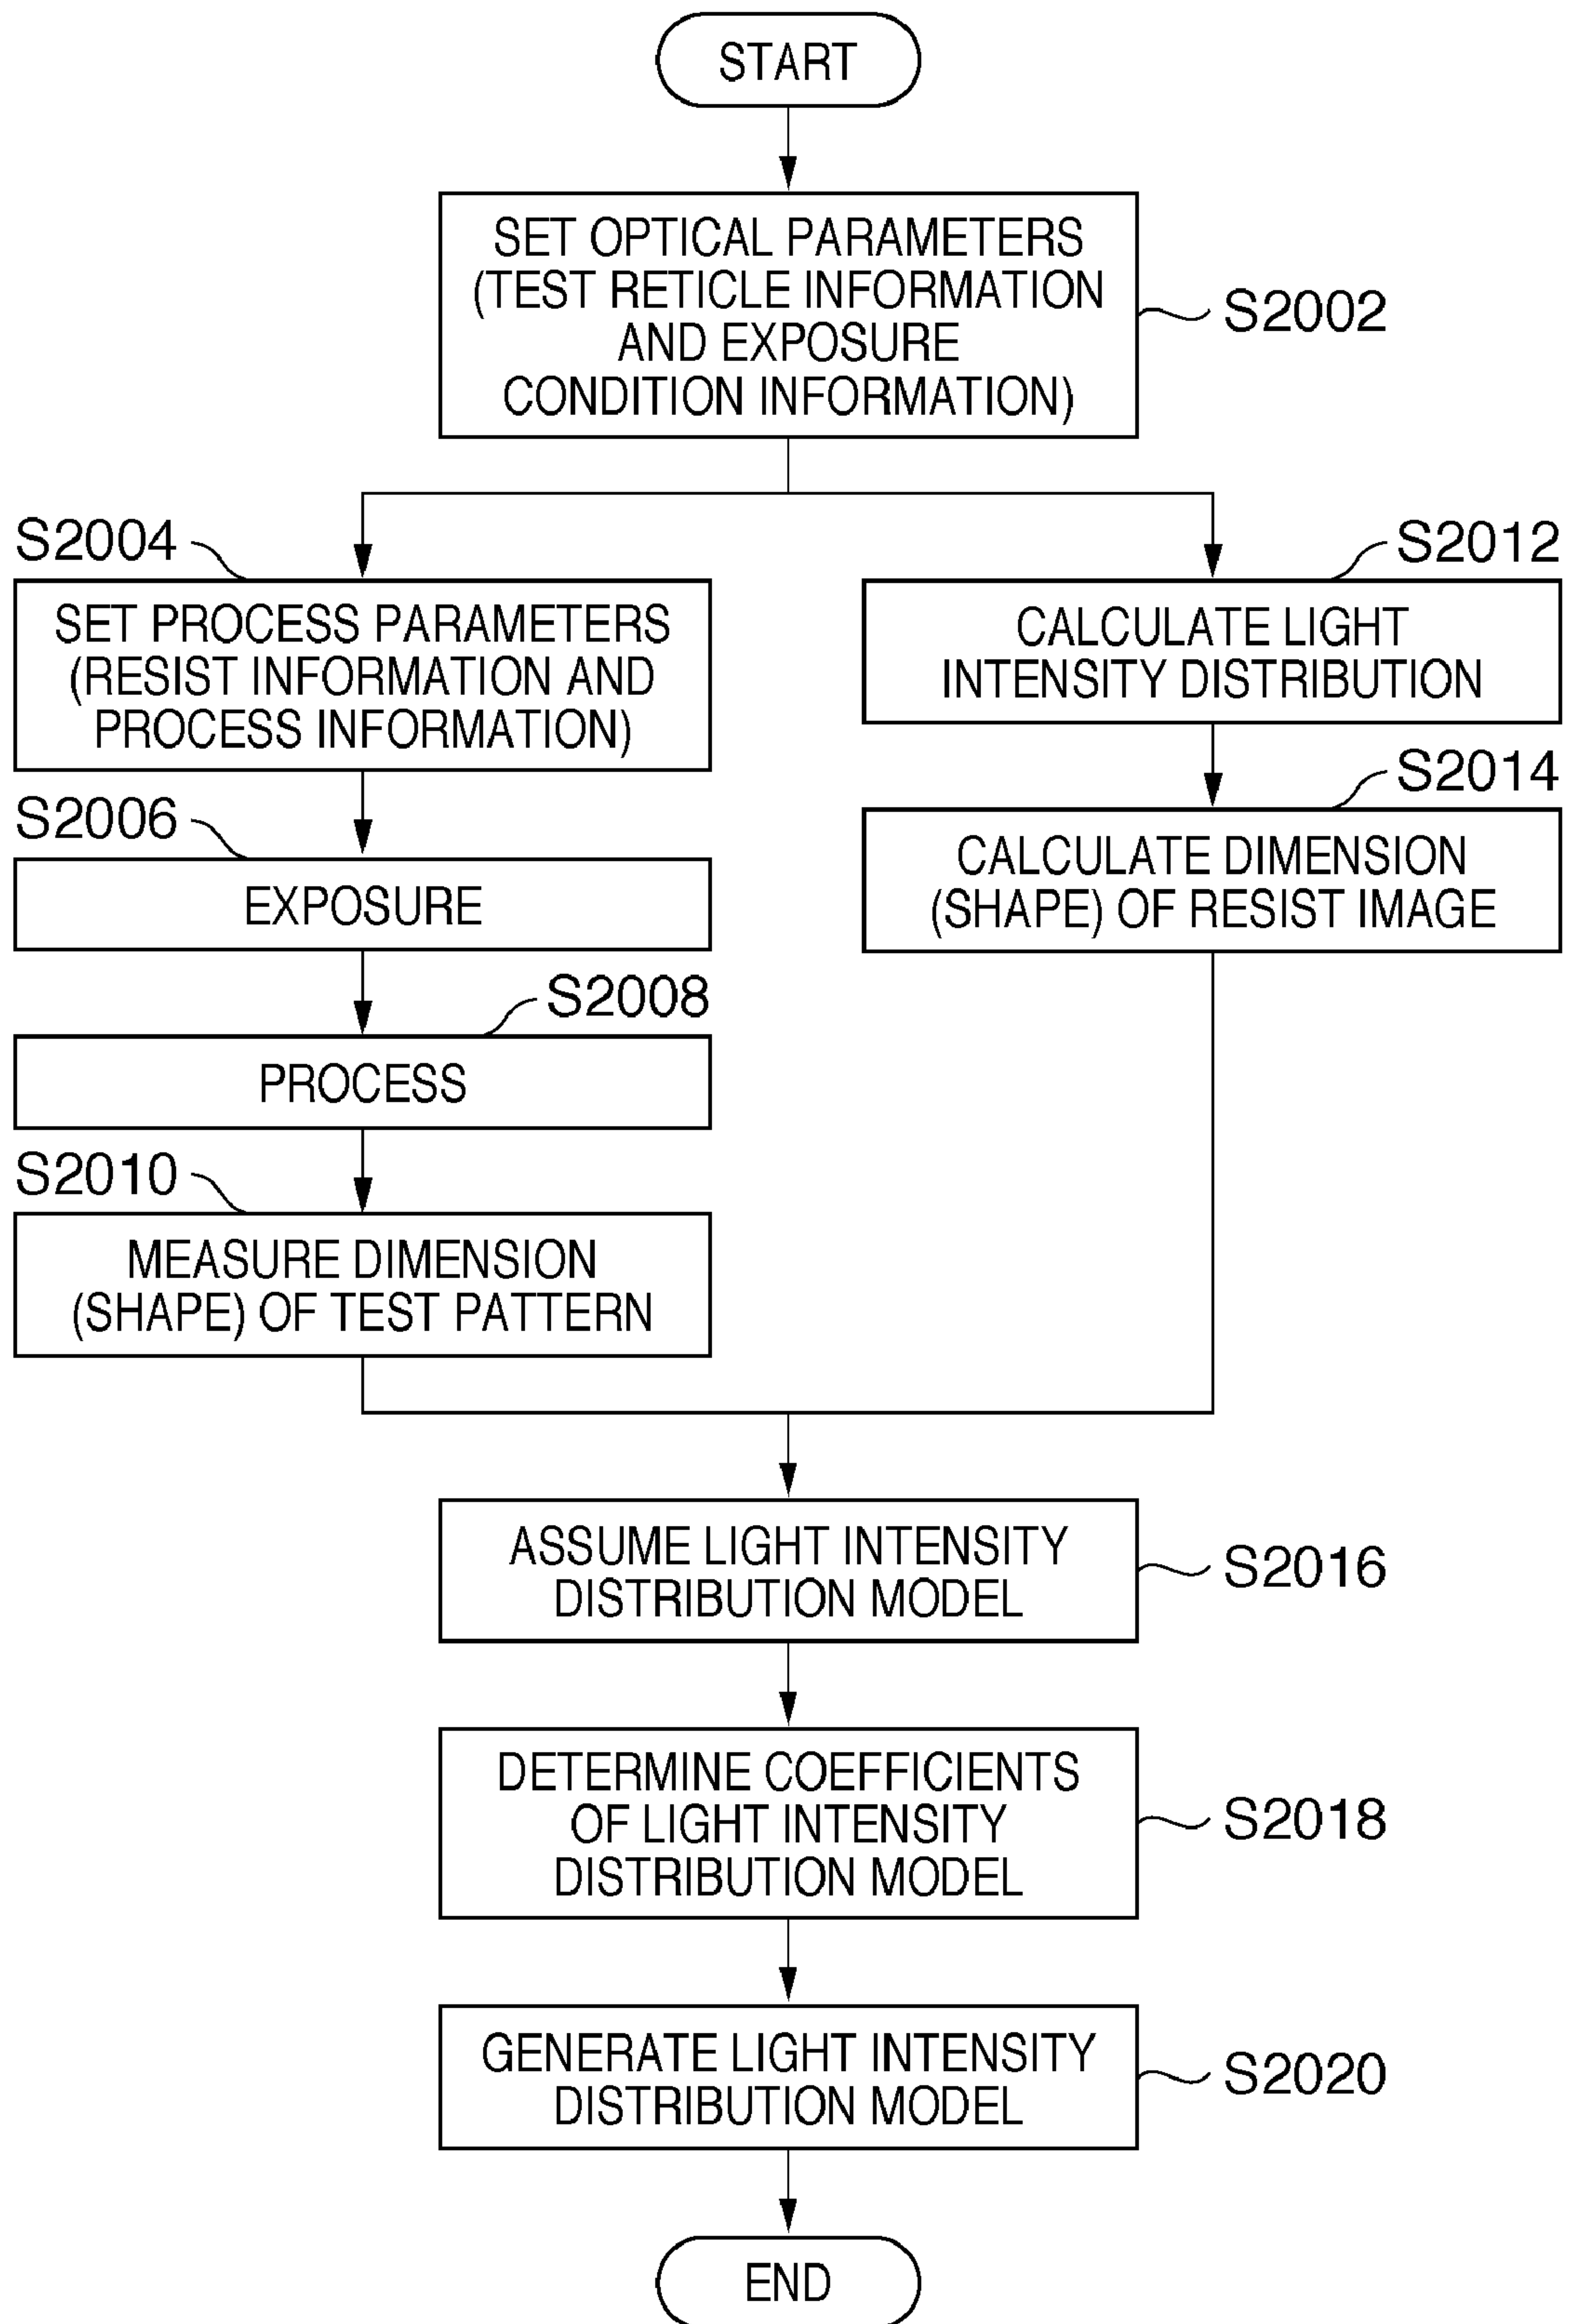 START
SET OPTICAL PARAMETERS
(TEST RETICLE INFORMATION
AND EXPOSURE
CONDITION INFORMATION)
S2002
S2004
SET PROCESS PARAMETERS
(RESIST INFORMATION AND
PROCESS INFORMATION)
S2006
EXPOSURE
S2008
PROCESS
S2010
MEASURE DIMENSION
(SHAPE) OF TEST PATTERN
S2012
CALCULATE LIGHT
INTENSITY DISTRIBUTION
S2014
CALCULATE DIMENSION
(SHAPE) OF RESIST IMAGE
ASSUME LIGHT INTENSITY
DISTRIBUTION MODEL
S2016
DETERMINE COEFFICIENTS
OF LIGHT INTENSITY
DISTRIBUTION MODEL
S2018
GENERATE LIGHT INTENSITY
DISTRIBUTION MODEL
S2020
END